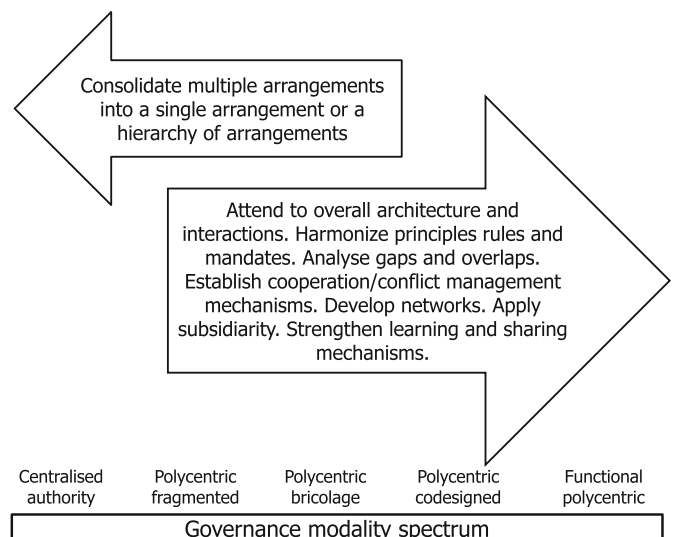 Consolidate multiple arrangements
into a single arrangement or a
hierarchy of arrangements
Attend to overall architecture and
interactions. Harmonize principles rules and
mandates. Analyse gaps and overlaps.
Establish cooperation/conflict management
mechanisms. Develop networks. Apply
subsidiarity. Strengthen learning and sharing
mechanisms.
Centralised
authority
Polycentric
fragmented
Polycentric
bricolage
Polycentric
codesigned
Functional
polycentric
Governance modality spectrum